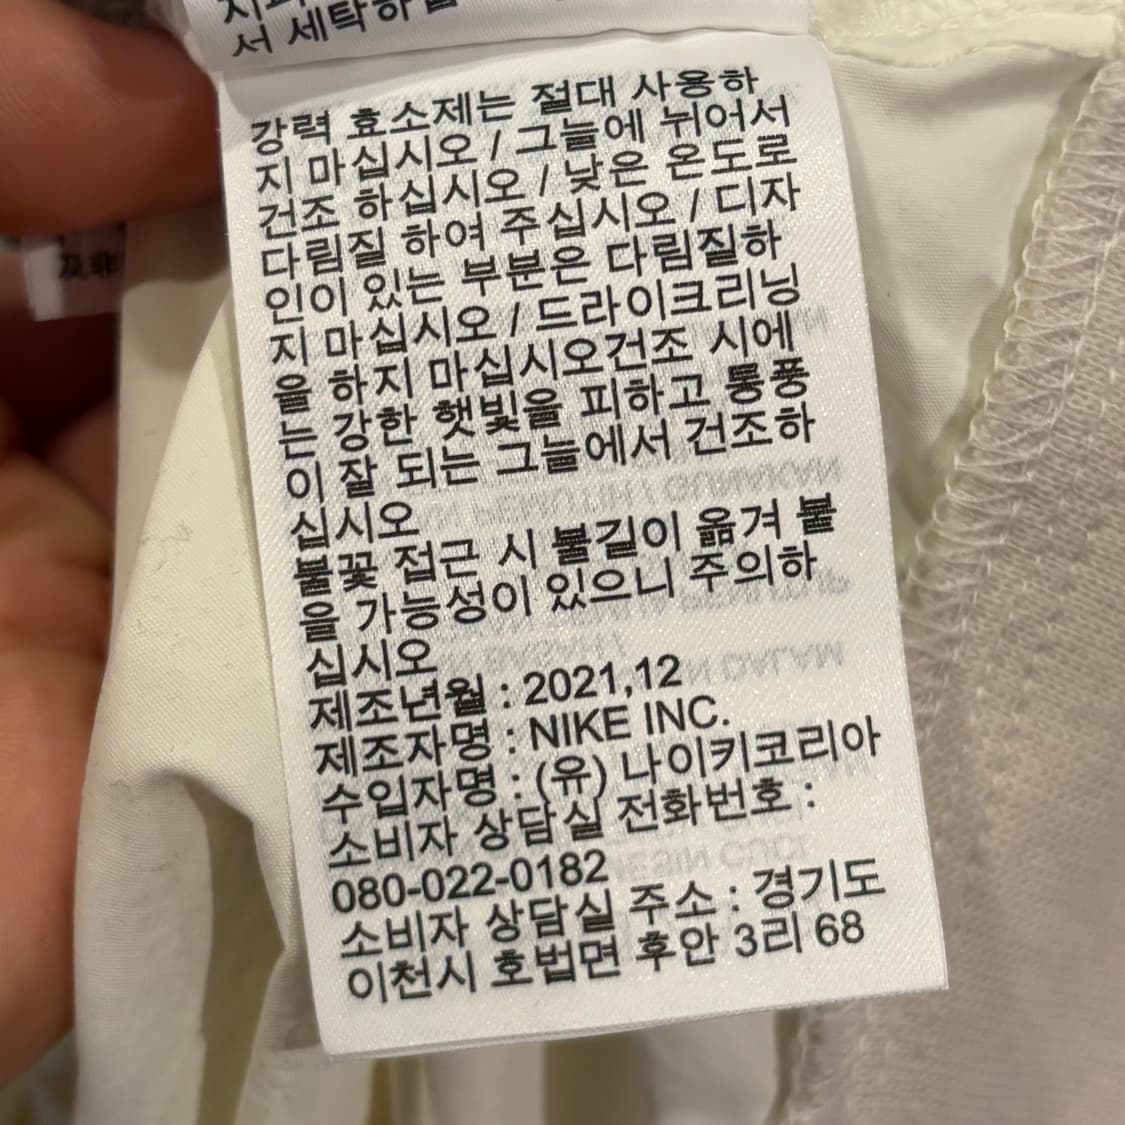 서 세탁하십
강력 효소제는 절대 사용하
지 마십시오 / 그늘에 뉘어서
건조 하십시오 / 낮은 온도로
다림질 하여 주십시오 / 디자
인이 있는 부분은 다림질하
지 마십시오 / 드라이크리닝
을 하지 마십시오건조 시에
는 강한 햇빛을 피하고 통풍
이 잘 되는 그늘에서 건조하
십시오
불꽃 접근 시 불길이 옮겨 붙
을 가능성이 있으니 주의하
십시오
제조년월 : 2021,12
제조자명 : NIKE INC.
수입자명 : (유) 나이키코리아
소비자 상담실 전화번호 :
080-022-0182
소비자 상담실 주소 : 경기도
이천시 호법면 후안 3리 68
及非